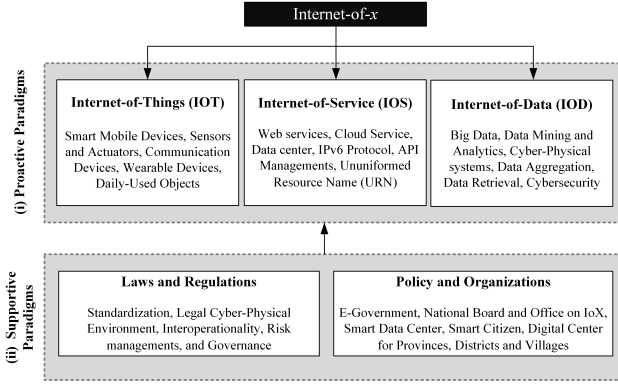 Internet-of-x
(i) Proactive Paradigms
Internet-of-Things (IOT)
Smart Mobile Devices, Sensors
and Actuators, Communication
Devices, Wearable Devices,
Daily-Used Objects
Internet-of-Service (IOS)
Web services, Cloud Service,
Data center, IPv6 Protocol, API
Managements, Ununiformed
Resource Name (URN)
Internet-of-Data (IOD)
Big Data, Data Mining and
Analytics, Cyber-Physical
systems, Data Aggregation,
Data Retrieval, Cybersecurity
(ii) Supportive
Paradigms
Laws and Regulations
Standardization, Legal Cyber-Physical
Environment, Interoperationality, Risk
managements, and Governance
Policy and Organizations
E-Government, National Board and Office on IoX,
Smart Data Center, Smart Citizen, Digital Center
for Provinces, Districts and Villages